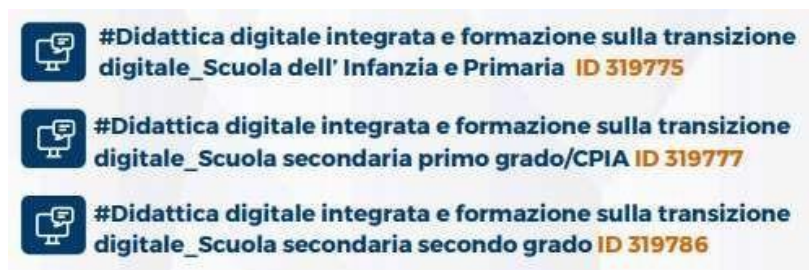 #Didattica digitale integrata e formazione sulla transizione
digitale_Scuola dell' Infanzia e Primaria ID 319775
#Didattica digitale integrata e formazione sulla transizione
digitale_Scuola secondaria primo grado/CPIA ID 319777
#Didattica digitale integrata e formazione sulla transizione
digitale_Scuola secondaria secondo grado ID 319786